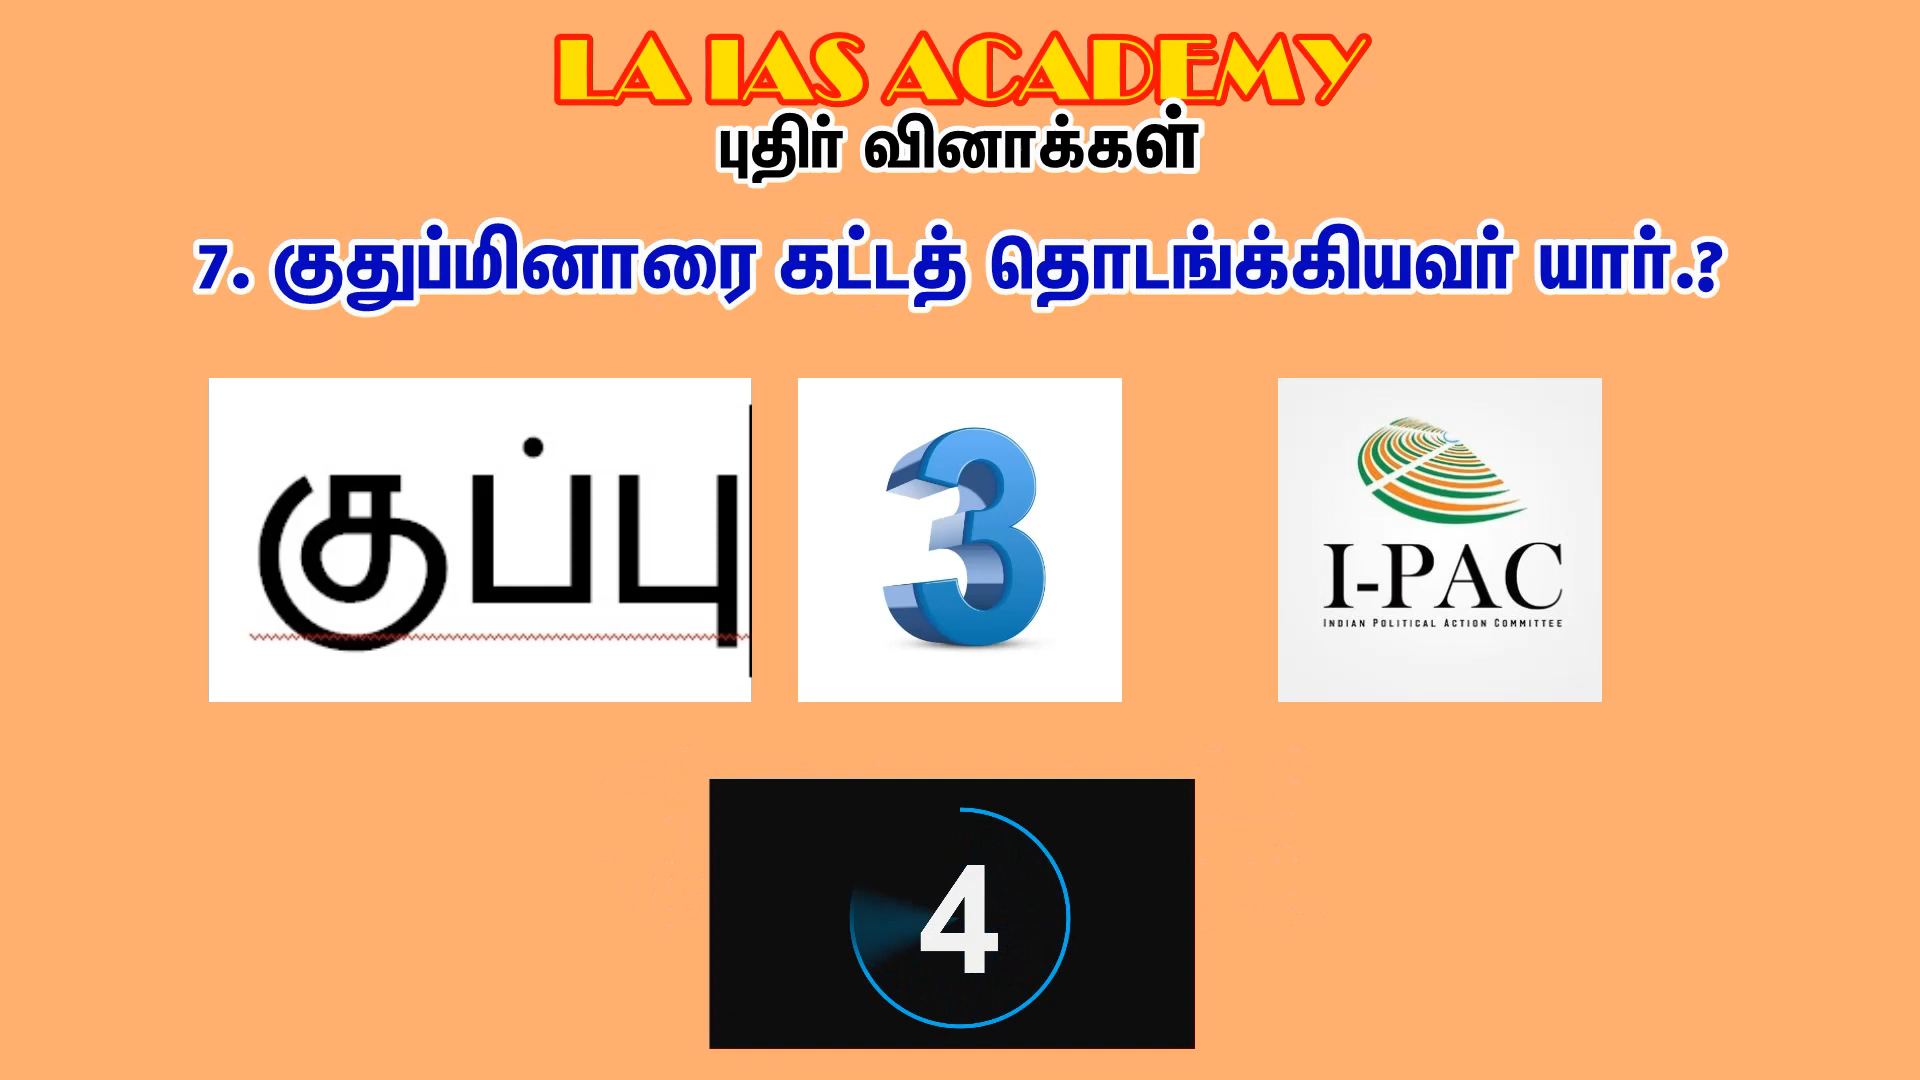 LA IAS ACADEMY
புதிர் வினாக்கள்
7. குதுப்மினாரை கட்டத் தொடங்க்கியவர் யார்.?
குப்பு
3
I-PAC
INDIAN POLITICAL ACTION COMMITTEE
4